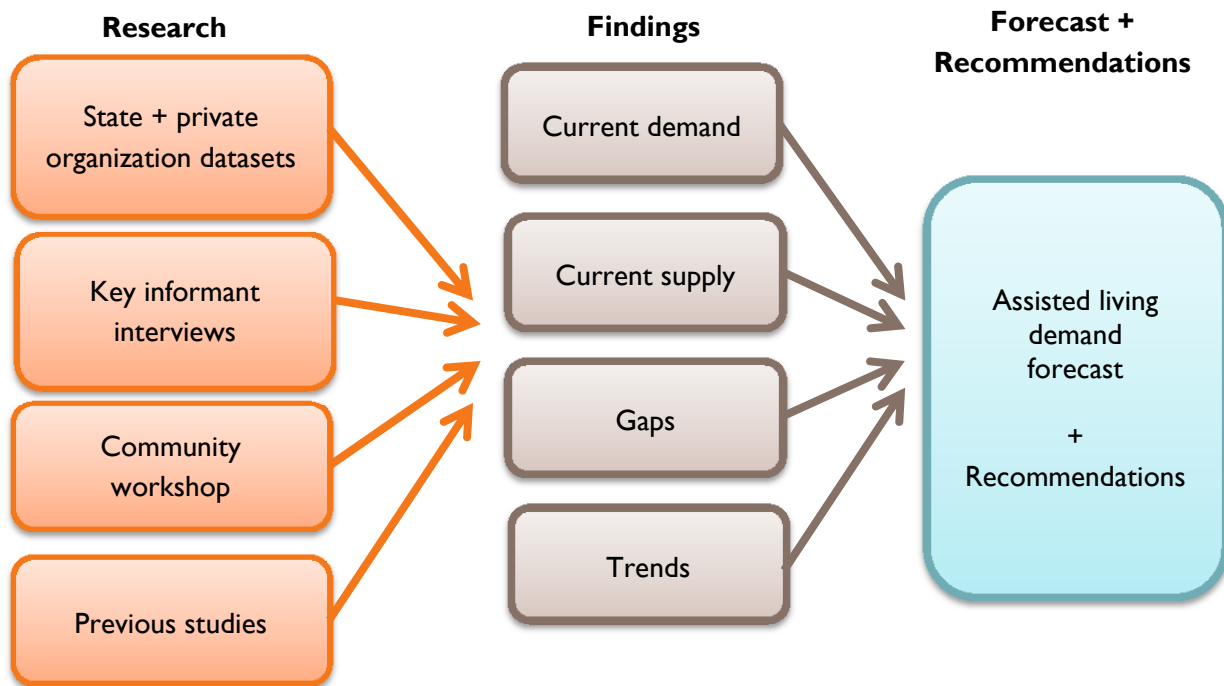 Research
State + private
organization datasets
Key informant
interviews
Community
workshop
Previous studies
Findings
Current demand
Current supply
Gaps
Trends
Forecast +
Recommendations
Assisted living
demand
forecast
+
Recommendations